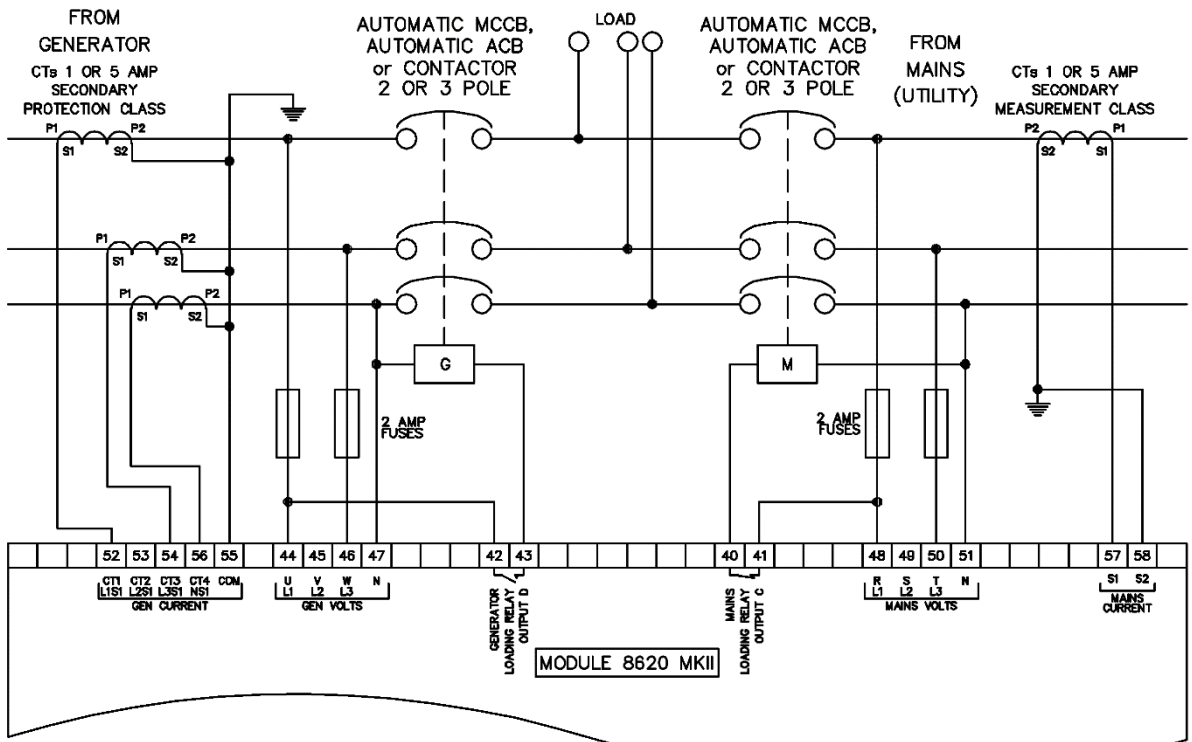 FROM
GENERATOR
CTs 1 OR 5 AMP
SECONDARY
PROTECTION CLASS
AUTOMATIC MCCB,
AUTOMATIC ACB
or CONTACTOR
2 OR 3 POLE
LOAD
AUTOMATIC MCCB,
AUTOMATIC ACB
or CONTACTOR
2 OR 3 POLE
FROM
MAINS
(UTILITY)
CTs 1 OR 5 AMP
SECONDARY
MEASUREMENT CLASS
P1 P2
S1 S2
P2 P1
S2 S1
P1 P2
S1 S2
P1 P2
S1 S2
G
M
2 AMP
FUSES
2 AMP
FUSES
52 53 54 56 55 44 45 46 47 42 43 40 41 48 49 50 51 57 58
CT1 CT2 CT3 CT4 COM
L1S1 L2S1 L3S1 NS1
GEN CURRENT
U V W N
L1 L2 L3
GEN VOLTS
GENERATOR
LOADING RELAY
OUTPUT D
MAINS
LOADING RELAY
OUTPUT C
R S T N
L1 L2 L3
MAINS VOLTS
S1 S2
MAINS
CURRENT
MODULE 8620 MKII